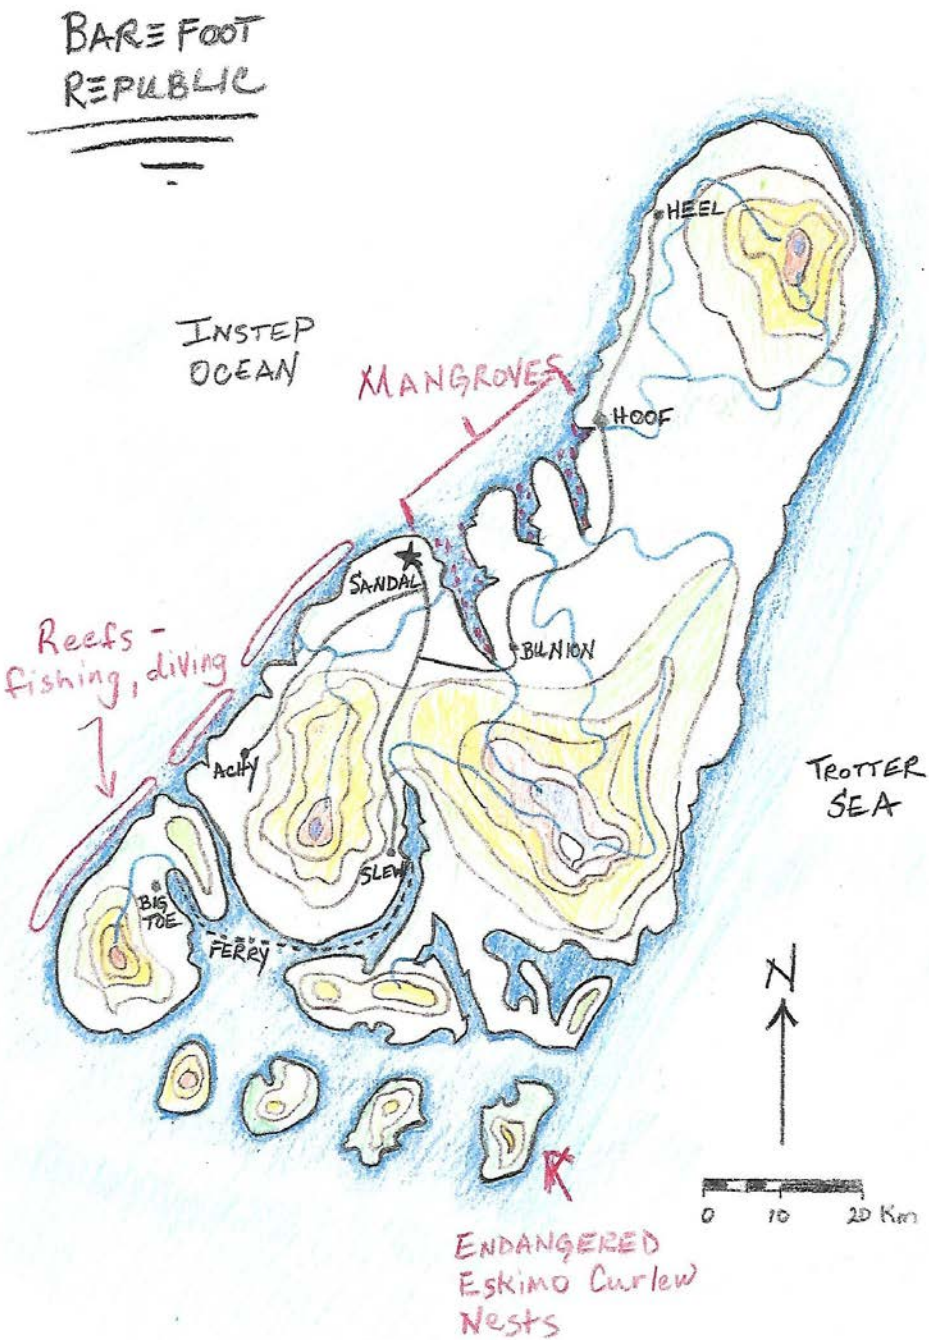 BAREFOOT
REPUBLIC
HEEL
INSTEP
OCEAN
MANGROVES
HOOF
SANDAL
Reefs -
fishing, diving
BUNION
ACHY
TROTTER
SEA
SLEW
BIG
TOE
FERRY
N
0 10 20 Km
ENDANGERED
Eskimo Curlew
Nests